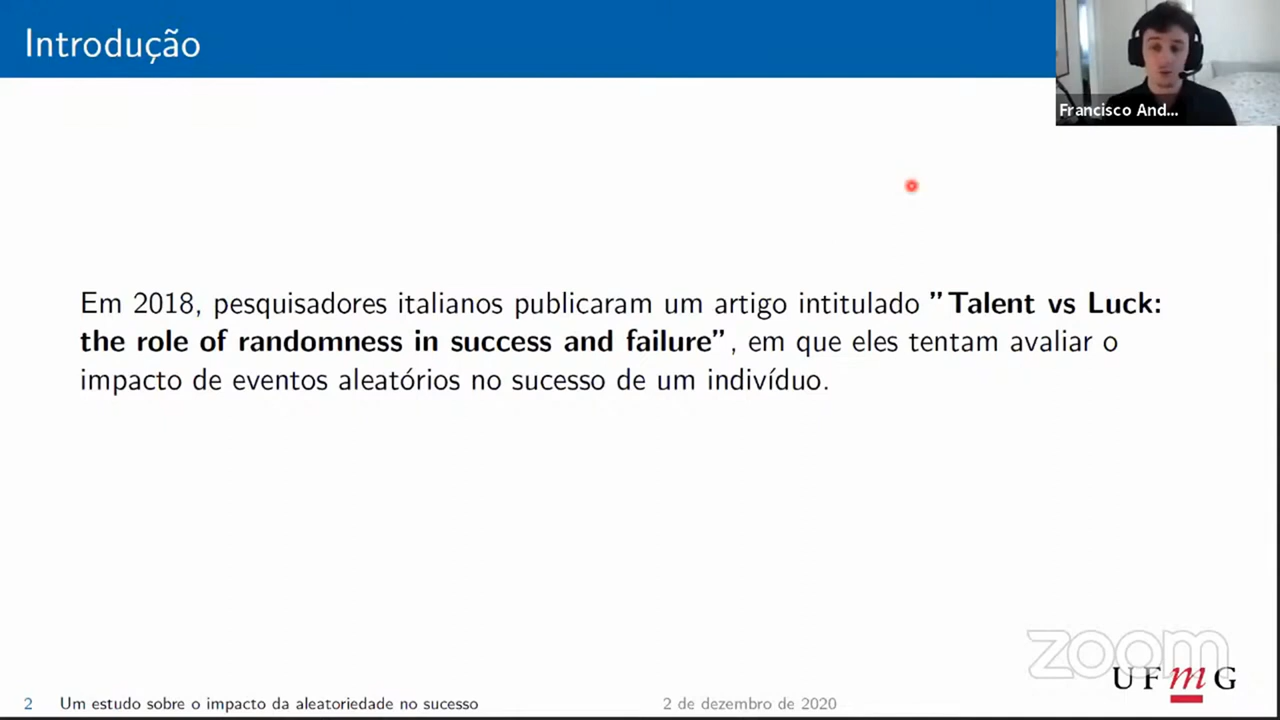 Introdução
Francisco And...
Em 2018, pesquisadores italianos publicaram um artigo intitulado ”Talent vs Luck:
the role of randomness in success and failure”, em que eles tentam avaliar o
impacto de eventos aleatórios no sucesso de um indivíduo.
zoom
UFmG
2 Um estudo sobre o impacto da aleatoriedade no sucesso 2 de dezembro de 2020